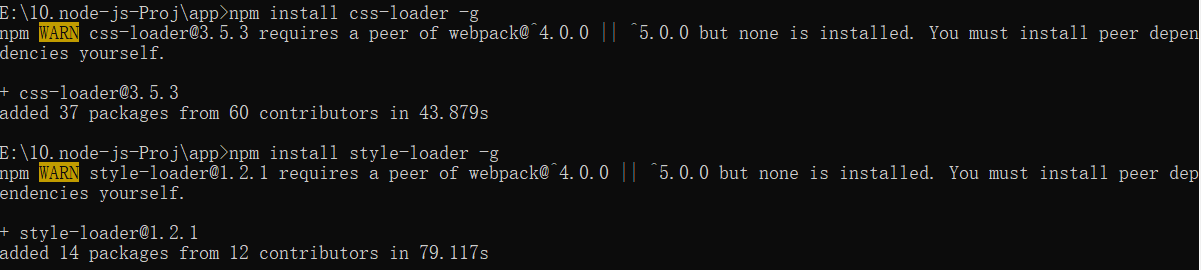 E:\10.node-js-Proj\app>npm install css-loader -g
npm WARN css-loader@3.5.3 requires a peer of webpack@^4.0.0 || ^5.0.0 but none is installed. You must install peer depen
dencies yourself.
+ css-loader@3.5.3
added 37 packages from 60 contributors in 43.879s
E:\10.node-js-Proj\app>npm install style-loader -g
npm WARN style-loader@1.2.1 requires a peer of webpack@^4.0.0 || ^5.0.0 but none is installed. You must install peer dep
endencies yourself.
+ style-loader@1.2.1
added 14 packages from 12 contributors in 79.117s